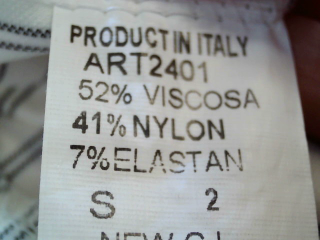 PRODUCT IN ITALY
ART2401
52% VISCOSA
41% NYLON
7% ELASTAN
S 2